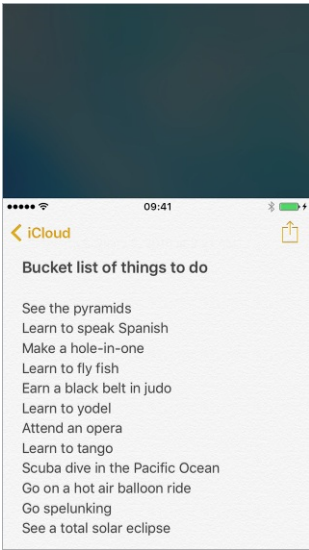 09:41
iCloud
Bucket list of things to do
See the pyramids
Learn to speak Spanish
Make a hole-in-one
Learn to fly fish
Earn a black belt in judo
Learn to yodel
Attend an opera
Learn to tango
Scuba dive in the Pacific Ocean
Go on a hot air balloon ride
Go spelunking
See a total solar eclipse